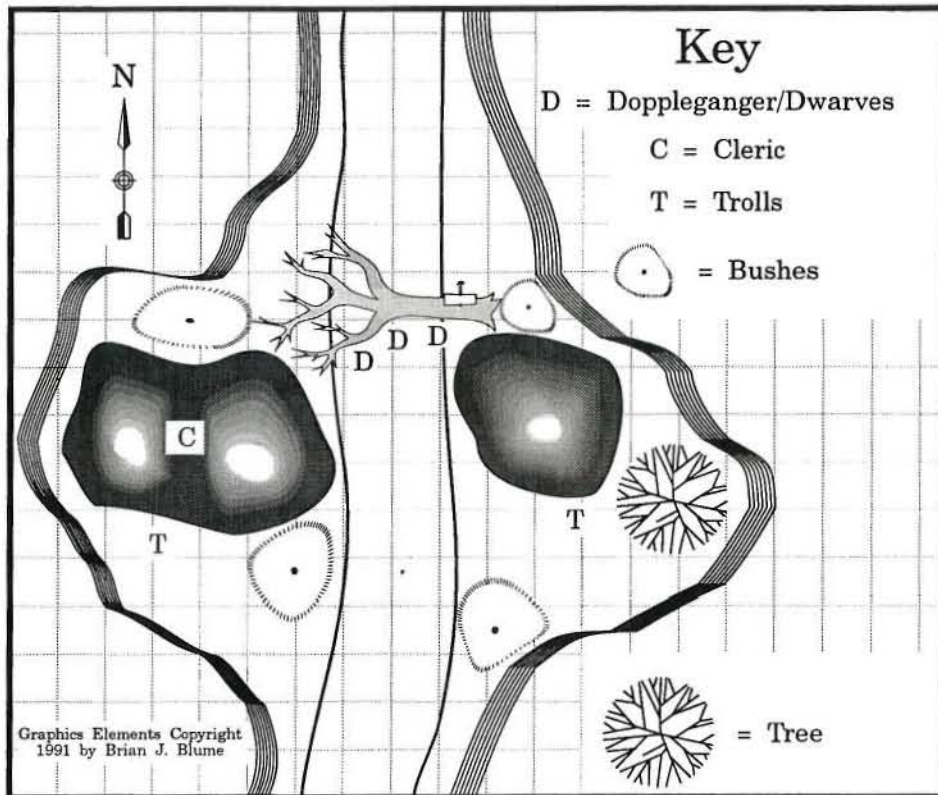 Key
N
D = Doppleganger/Dwarves
C = Cleric
T = Trolls
= Bushes
D D D
C
T
T
Graphics Elements Copyright
1991 by Brian J. Blume
= Tree